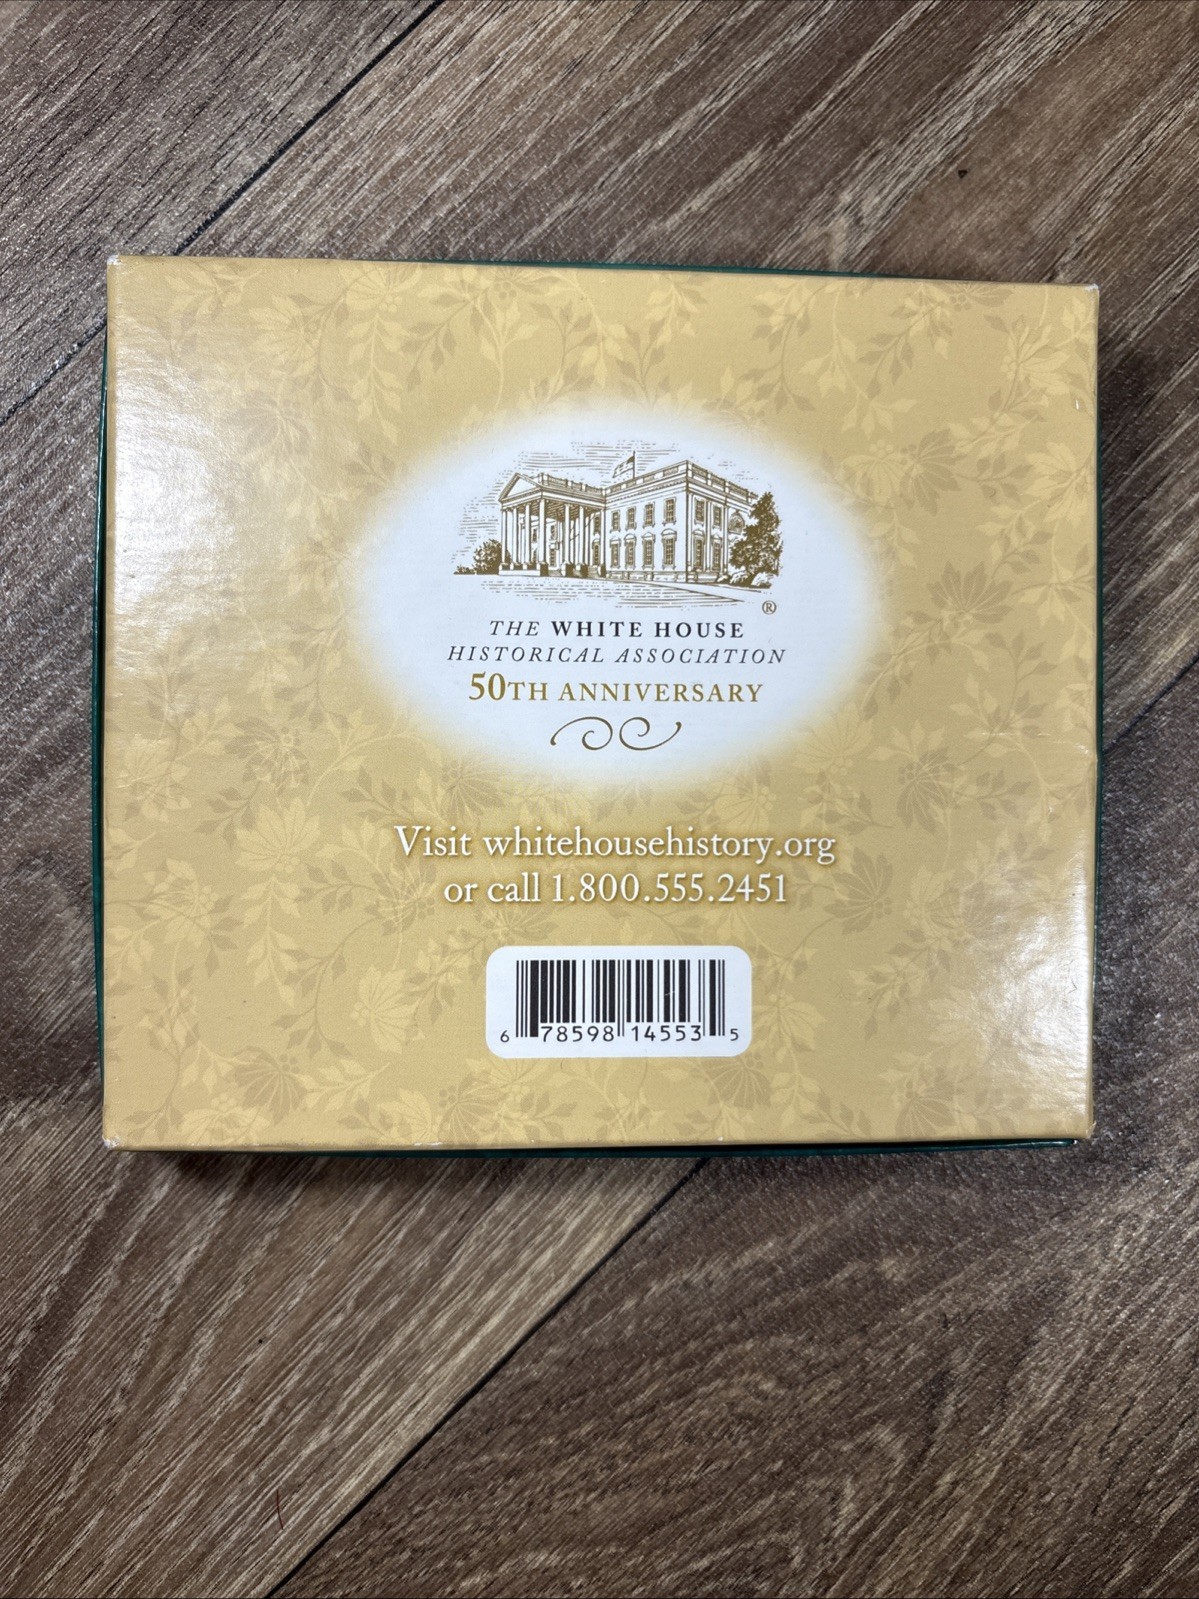 ®
THE WHITE HOUSE
HISTORICAL ASSOCIATION
50TH ANNIVERSARY
Visit whitehousehistory.org
or call 1.800.555.2451
6 78598 14553 5